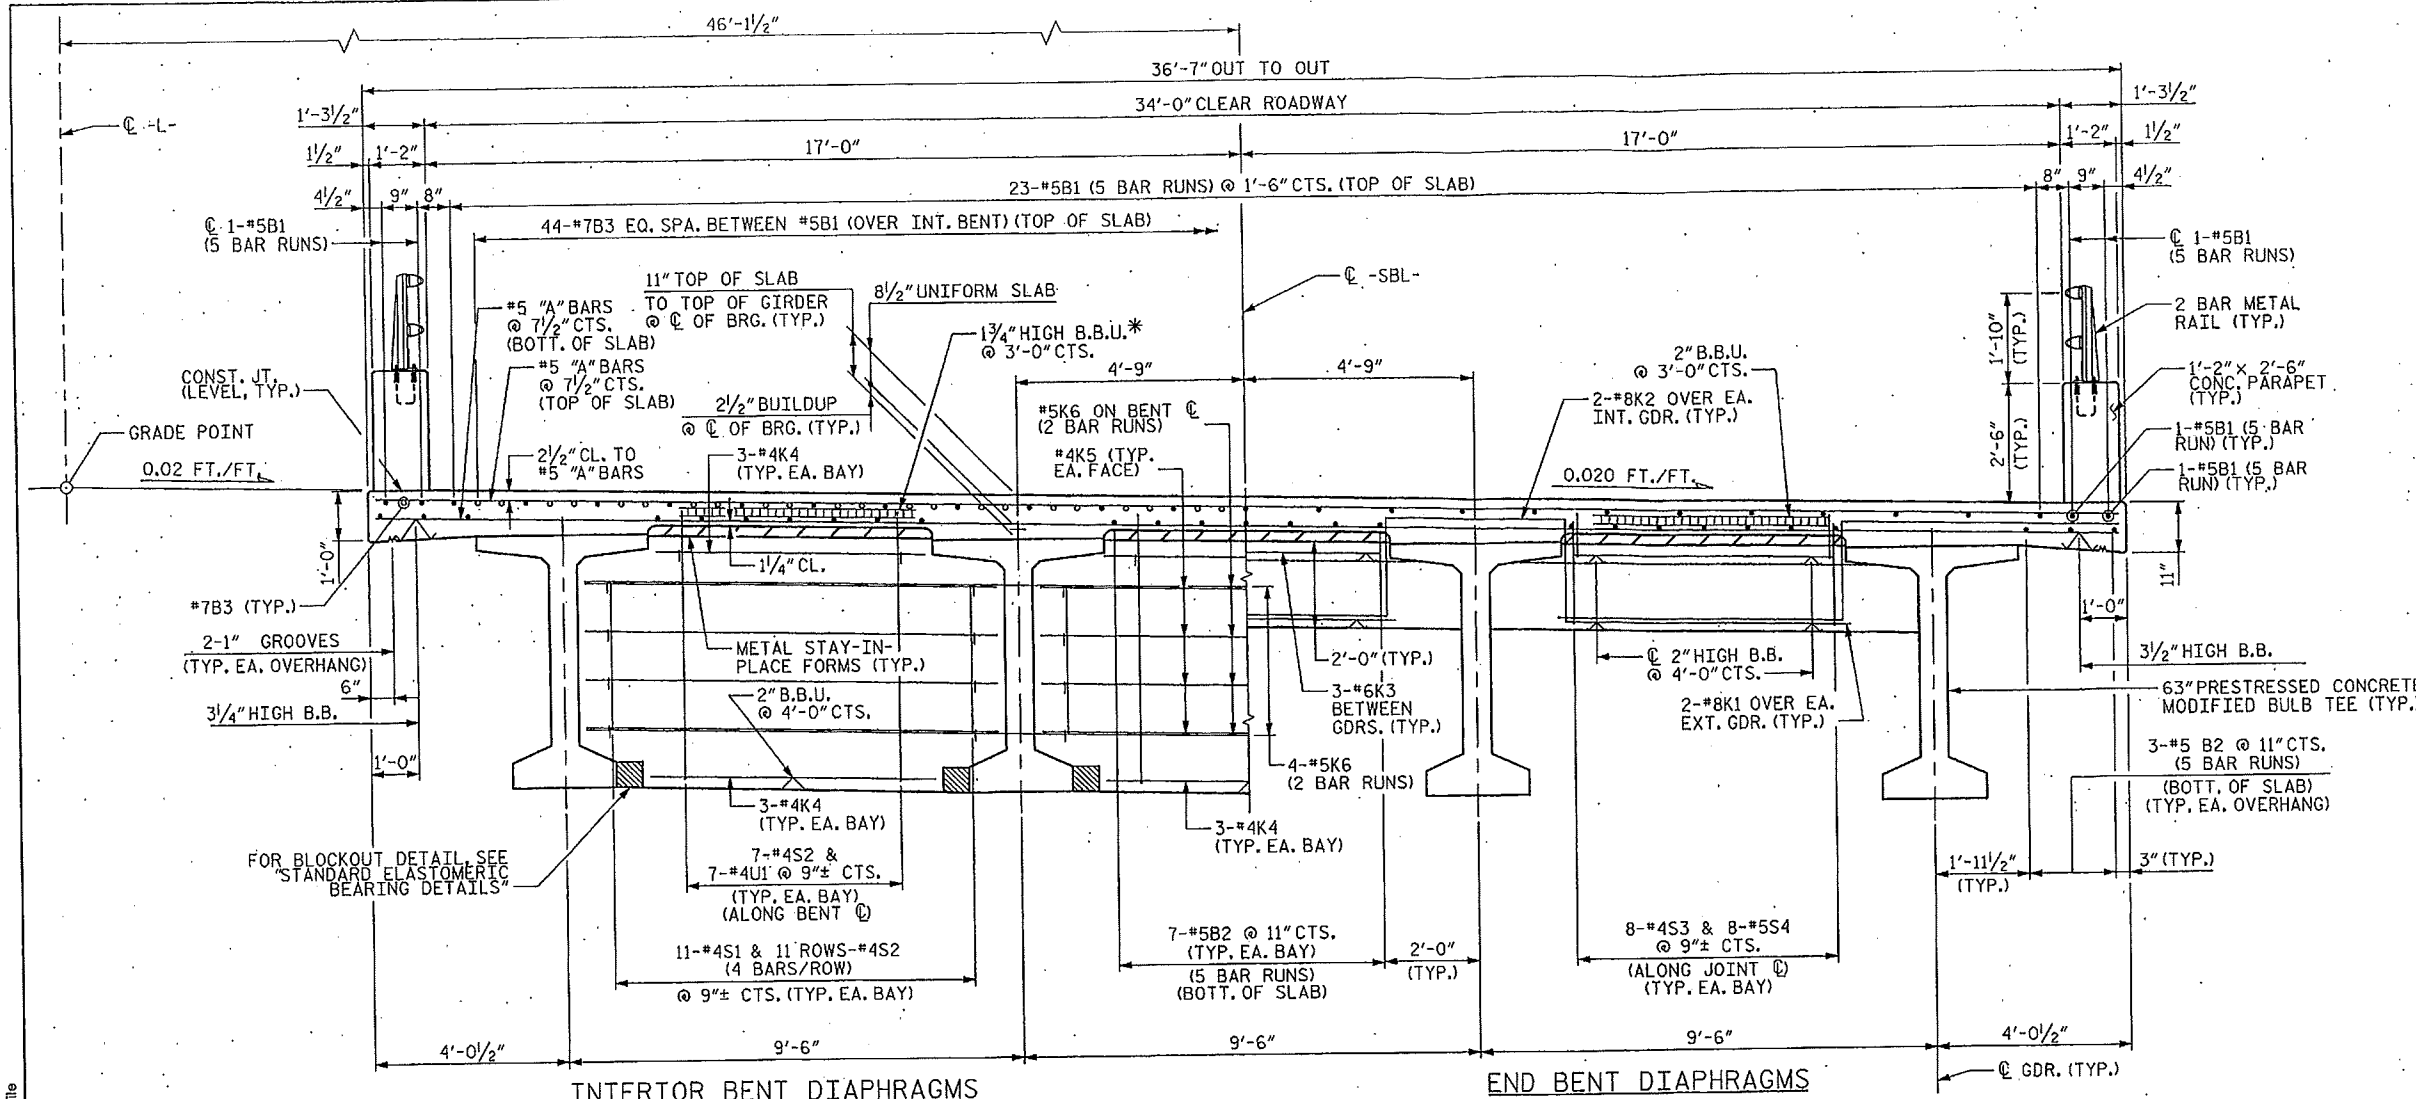 46'-1½"
36'-7" OUT TO OUT
34'-0" CLEAR ROADWAY
1'-3½"
1'-3½"
℄ -L-
1½"
1'-2"
17'-0"
17'-0"
1'-2"
1½"
4½"
9"
8"
23-#5B1 (5 BAR RUNS) @ 1'-6" CTS. (TOP OF SLAB)
8"
9"
4½"
44-#7B3 EQ. SPA. BETWEEN #5B1 (OVER INT. BENT) (TOP OF SLAB)
℄ 1-#5B1
(5 BAR RUNS)
℄ 1-#5B1
(5 BAR RUNS)
11" TOP OF SLAB
TO TOP OF GIRDER
@ ℄ OF BRG. (TYP.)
8½" UNIFORM SLAB
℄ -SBL-
#5 "A" BARS
@ 7½" CTS.
(BOTT. OF SLAB)
1¾" HIGH B.B.U.*
@ 3'-0" CTS.
2 BAR METAL
RAIL (TYP.)
1'-10"
(TYP.)
#5 "A" BARS
@ 7½" CTS.
(TOP OF SLAB)
4'-9"
4'-9"
2" B.B.U.
@ 3'-0" CTS.
CONST. JT.
(LEVEL, TYP.)
1'-2" x 2'-6"
CONC. PARAPET
(TYP.)
2½" BUILDUP
@ ℄ OF BRG. (TYP.)
#5K6 ON BENT ℄
(2 BAR RUNS)
2-#8K2 OVER EA.
INT. GDR. (TYP.)
GRADE POINT
0.02 FT./FT.
2½" CL. TO
#5 "A" BARS
3-#4K4
(TYP. EA. BAY)
#4K5 (TYP.
EA. FACE)
0.020 FT./FT.
2'-6"
(TYP.)
1-#5B1 (5 BAR
RUN) (TYP.)
1-#5B1 (5 BAR
RUN) (TYP.)
1'-0"
1¼" CL.
11"
#7B3 (TYP.)
1'-0"
2-1" GROOVES
(TYP. EA. OVERHANG)
METAL STAY-IN-
PLACE FORMS (TYP.)
2'-0" (TYP.)
℄ 2" HIGH B.B.
@ 4'-0" CTS.
3½" HIGH B.B.
6"
3¼" HIGH B.B.
2" B.B.U.
@ 4'-0" CTS.
3-#6K3
BETWEEN
GDRS. (TYP.)
2-#8K1 OVER EA.
EXT. GDR. (TYP.)
63" PRESTRESSED CONCRETE
MODIFIED BULB TEE (TYP.)
1'-0"
4-#5K6
(2 BAR RUNS)
3-#5 B2 @ 11" CTS.
(5 BAR RUNS)
(BOTT. OF SLAB)
(TYP. EA. OVERHANG)
3-#4K4
(TYP. EA. BAY)
3-#4K4
(TYP. EA. BAY)
FOR BLOCKOUT DETAIL, SEE
"STANDARD ELASTOMERIC
BEARING DETAILS"
7-#4S2 &
7-#4U1 @ 9"± CTS.
(TYP. EA. BAY)
(ALONG BENT ℄)
1'-11½"
(TYP.)
3" (TYP.)
11-#4S1 & 11 ROWS-#4S2
(4 BARS/ROW)
@ 9"± CTS. (TYP. EA. BAY)
7-#5B2 @ 11" CTS.
(TYP. EA. BAY)
(5 BAR RUNS)
(BOTT. OF SLAB)
2'-0"
(TYP.)
8-#4S3 & 8-#5S4
@ 9"± CTS.
(ALONG JOINT ℄)
(TYP. EA. BAY)
4'-0½"
9'-6"
9'-6"
9'-6"
4'-0½"
℄ GDR. (TYP.)
INTERIOR BENT DIAPHRAGMS
END BENT DIAPHRAGMS